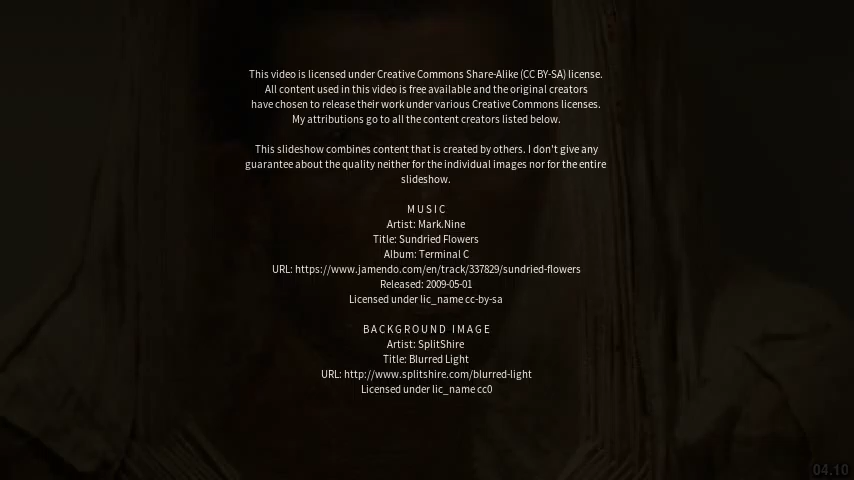 This video is licensed under Creative Commons Share-Alike (CC BY-SA) license.
All content used in this video is free available and the original creators
have chosen to release their work under various Creative Commons licenses.
My attributions go to all the content creators listed below.
This slideshow combines content that is created by others. I don't give any
guarantee about the quality neither for the individual images nor for the entire
slideshow.
MUSIC
Artist: Mark.Nine
Title: Sundried Flowers
Album: Terminal C
URL: https://www.jamendo.com/en/track/337829/sundried-flowers
Released: 2009-05-01
Licensed under lic_name cc-by-sa
BACKGROUND IMAGE
Artist: SplitShire
Title: Blurred Light
URL: http://www.splitshire.com/blurred-light
Licensed under lic_name cc0
04.10